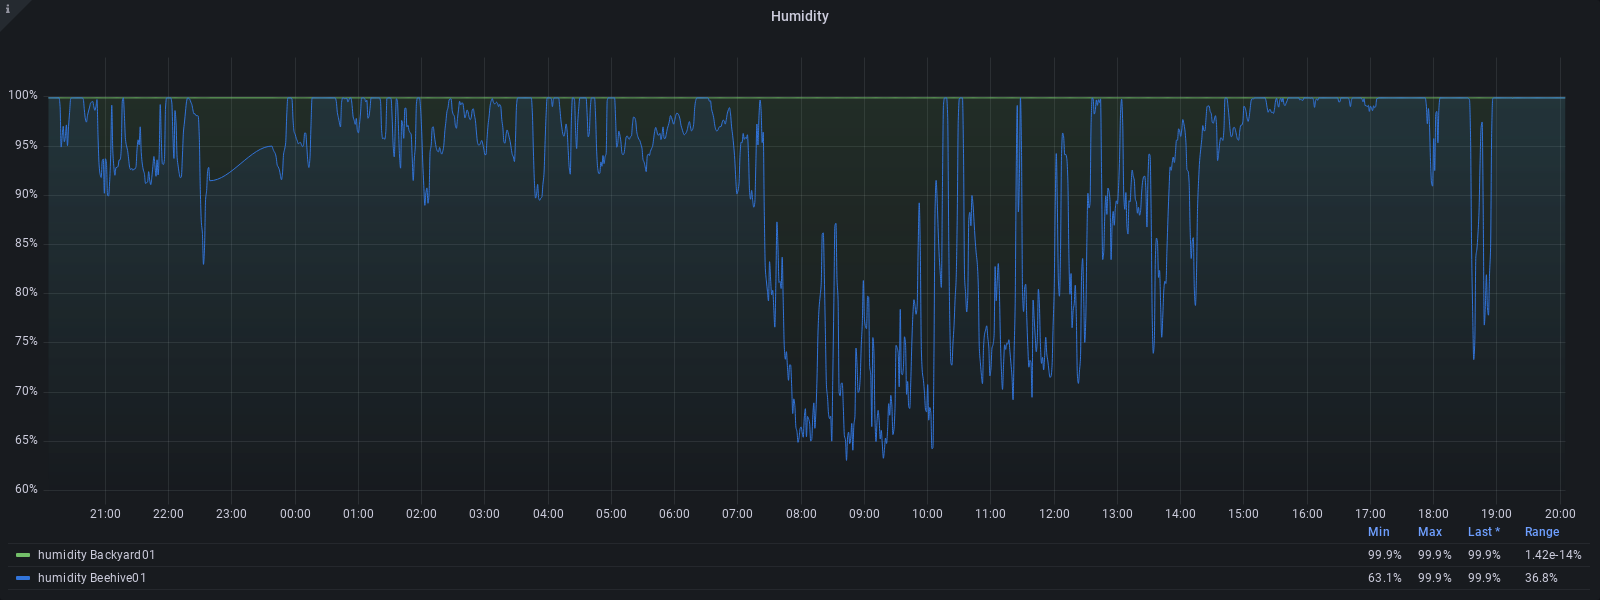 i
Humidity
100%
95%
90%
85%
80%
75%
70%
65%
60%
21:00 22:00 23:00 00:00 01:00 02:00 03:00 04:00 05:00 06:00 07:00 08:00 09:00 10:00 11:00 12:00 13:00 14:00 15:00 16:00 17:00 18:00 19:00 20:00
Min Max Last * Range
humidity Backyard01 99.9% 99.9% 99.9% 1.42e-14%
humidity Beehive01 63.1% 99.9% 99.9% 36.8%